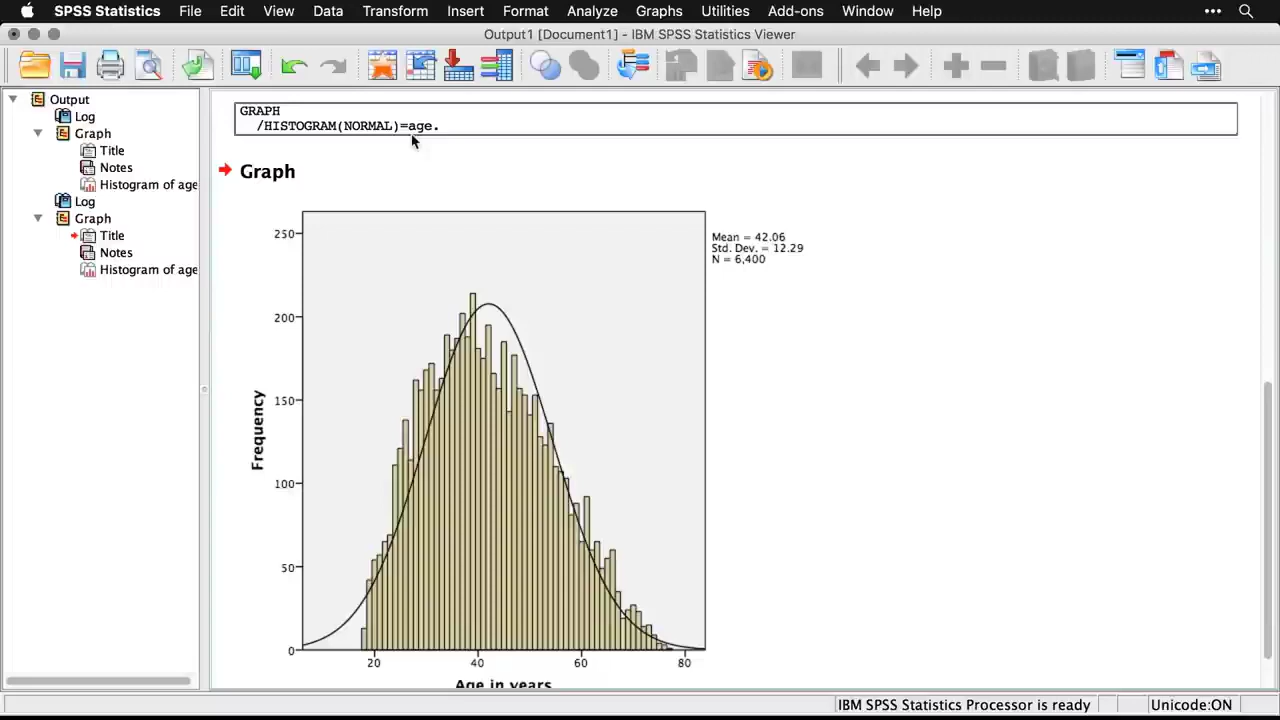 SPSS Statistics File Edit View Data Transform Insert Format Analyze Graphs Utilities Add-ons Window Help
Output1 [Document1] - IBM SPSS Statistics Viewer
Output
Log
Graph
Title
Notes
Histogram of age
Log
Graph
Title
Notes
Histogram of age
GRAPH
/HISTOGRAM(NORMAL)=age.
Graph
Mean = 42.06
Std. Dev. = 12.29
N = 6,400
Frequency
250
200
150
100
50
0
20 40 60 80
Age in years
IBM SPSS Statistics Processor is ready Unicode:ON